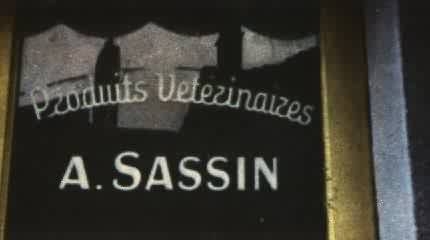 Produits Veterinaires
A. SASSIN